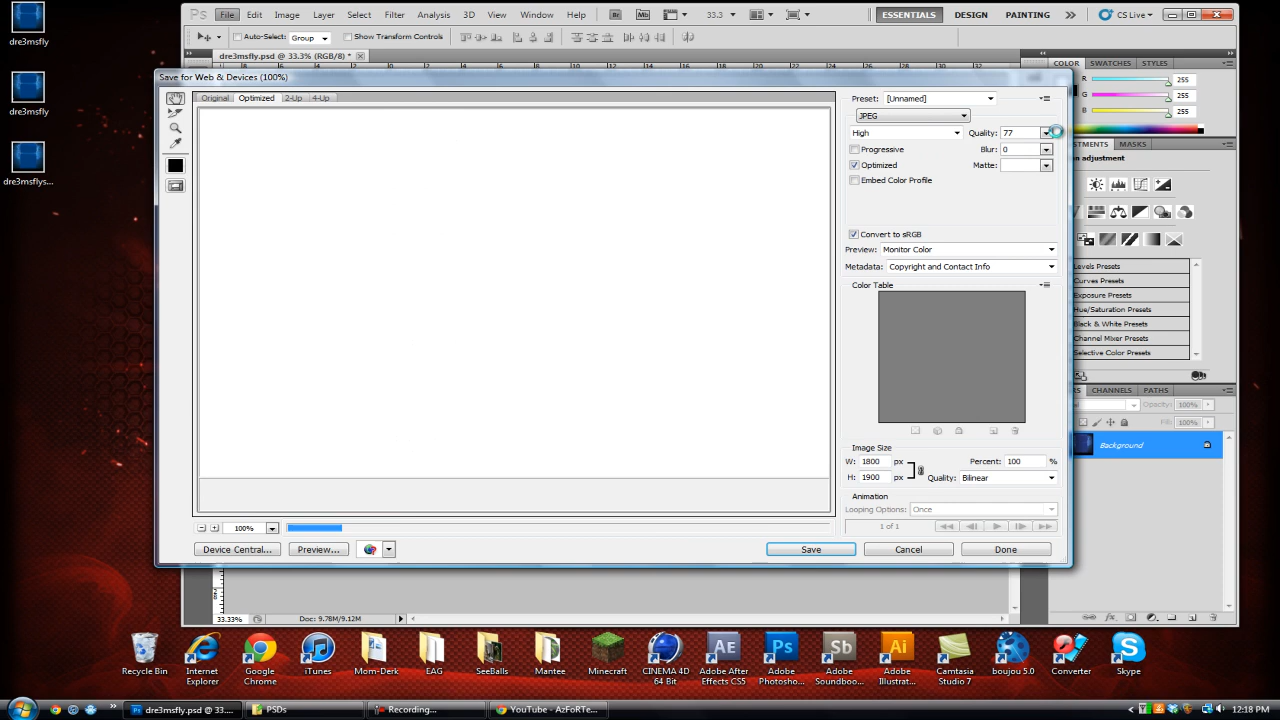 Ps File Edit Image Layer Select Filter Analysis 3D View Window Help Br Mb 33.3 ESSENTIALS DESIGN PAINTING CS Live
Auto-Select: Group Show Transform Controls
dre3msfly.psd @ 33.3% (RGB/8) *
dre3msfly
dre3msfly
dre3msflys...
Save for Web & Devices (100%)
Original Optimized 2-Up 4-Up
Preset: [Unnamed]
JPEG
High Quality: 77
Progressive Blur: 0
Optimized Matte:
Embed Color Profile
Convert to sRGB
Preview: Monitor Color
Metadata: Copyright and Contact Info
Color Table
Image Size
W: 1800 px Percent: 100 %
H: 1900 px Quality: Bilinear
Animation
Looping Options: Once
1 of 1
100%
Device Central... Preview... Save Cancel Done
COLOR SWATCHES STYLES
R 255
G 255
B 255
MASKS
n adjustment
Levels Presets
Curves Presets
Exposure Presets
Hue/Saturation Presets
Black & White Presets
Channel Mixer Presets
Selective Color Presets
CHANNELS PATHS
Opacity: 100%
Fill: 100%
Background
33.33% Doc: 9.78M/9.12M
Recycle Bin
Internet Explorer
Google Chrome
iTunes
Mom-Derk
EAG
SeeBalls
Mantee
Minecraft
CINEMA 4D 64 Bit
Adobe After Effects CS5
Adobe Photosho...
Adobe Soundboo...
Adobe Illustrat...
Camtasia Studio 7
boujou 5.0
Converter
Skype
dre3msfly @ 33.... PSDs Recording... YouTube - AzFoRTe... 12:18 PM